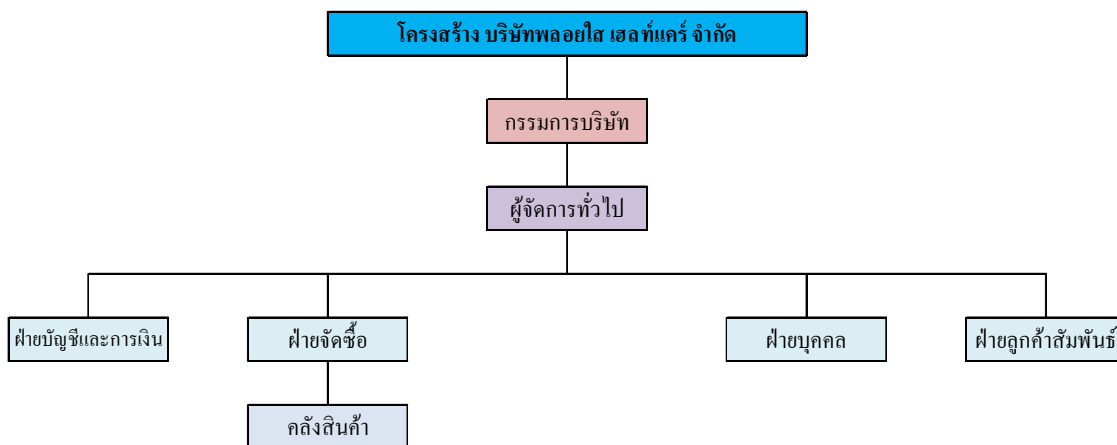 โครงสร้าง บริษัทพลอยใส เฮลท์แคร์ จำกัด
กรรมการบริษัท
ผู้จัดการทั่วไป
ฝ่ายบัญชีและการเงิน
ฝ่ายจัดซื้อ
ฝ่ายบุคคล
ฝ่ายลูกค้าสัมพันธ์
คลังสินค้า